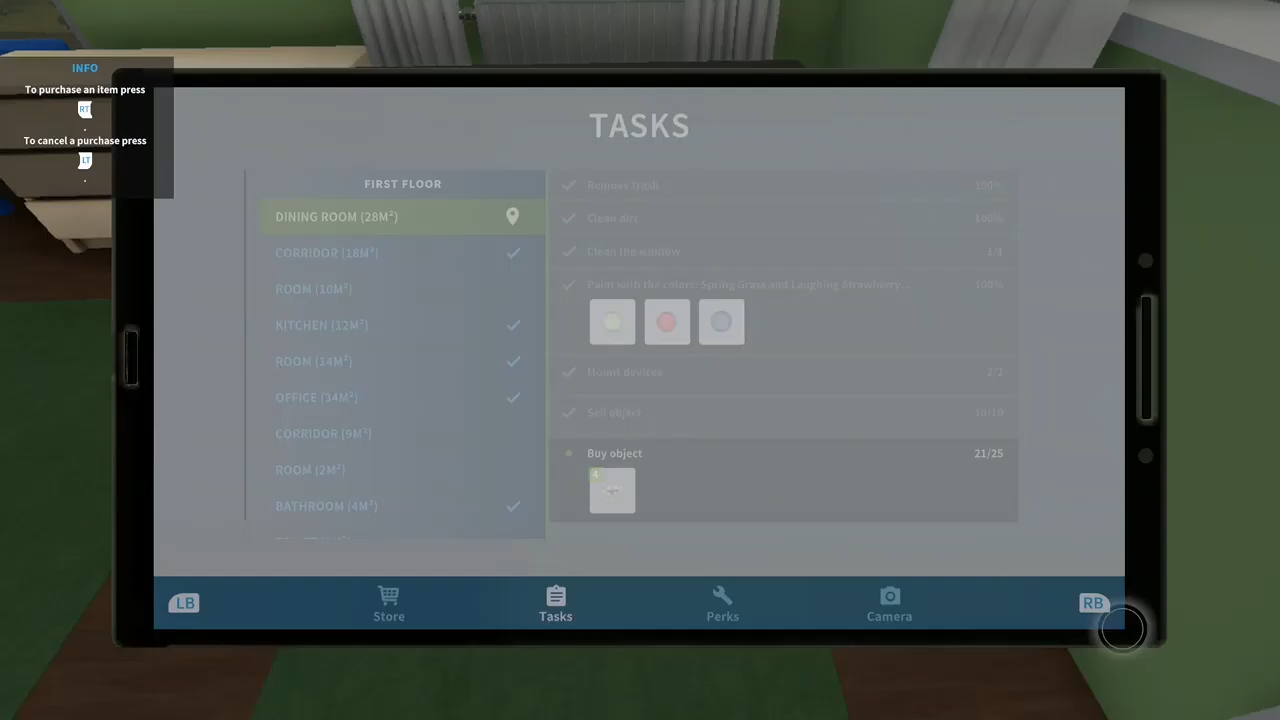 INFO
To purchase an item press
RT
.
To cancel a purchase press
LT
.
TASKS
FIRST FLOOR
DINING ROOM (28M²)
CORRIDOR (18M²)
ROOM (10M²)
KITCHEN (12M²)
ROOM (14M²)
OFFICE (34M²)
CORRIDOR (9M²)
ROOM (2M²)
BATHROOM (4M²)
Remove trash 100%
Clean dirt 100%
Clean the window 1/1
Paint with the colors: Spring Grass and Laughing Strawberry... 100%
Mount devices 2/2
Sell object 10/10
Buy object 21/25
4
LB
Store
Tasks
Perks
Camera
RB